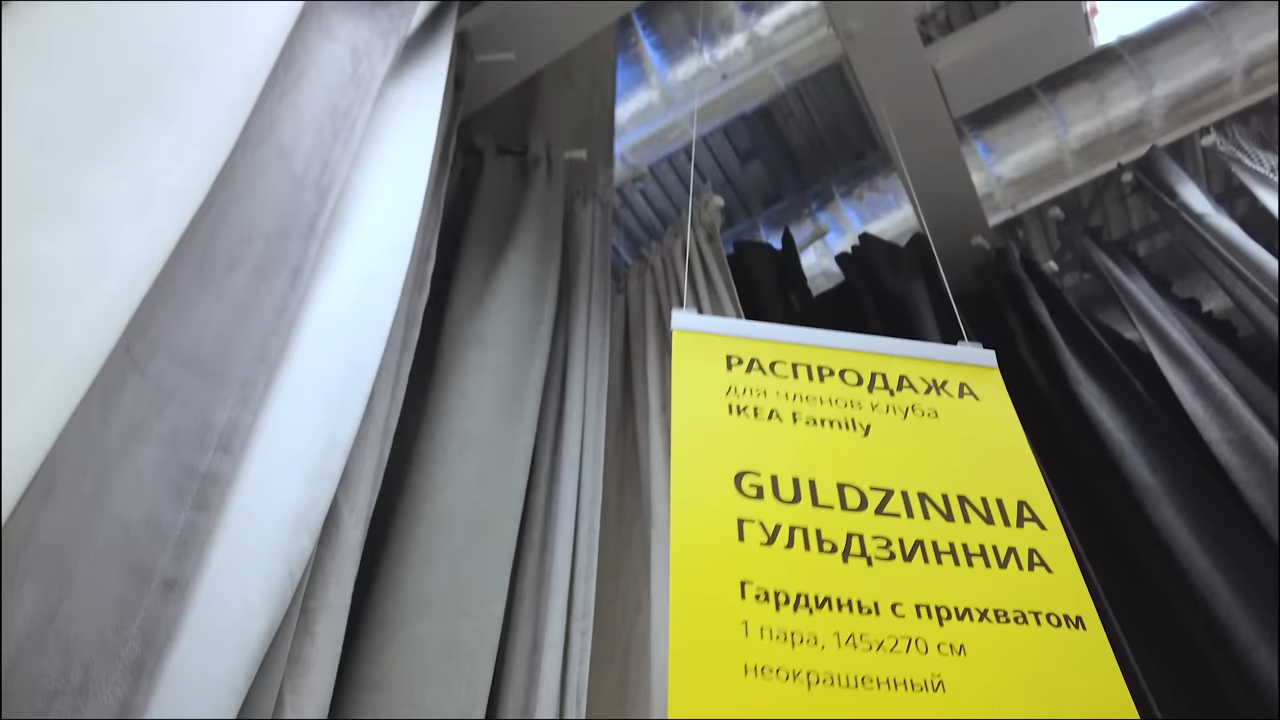 РАСПРОДАЖА
для членов клуба
IKEA Family
GULDZINNIA
ГУЛЬДЗИННИА
Гардины с прихватом
1 пара, 145x270 см
неокрашенный